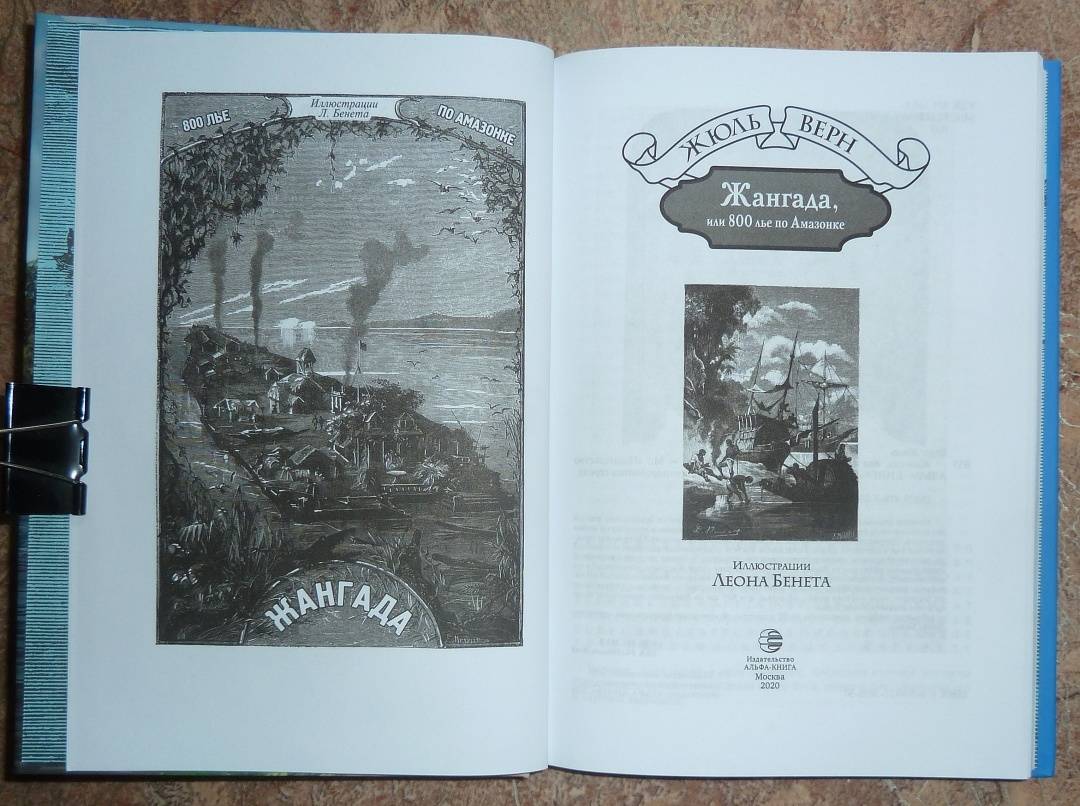 Иллюстрации
Л. Бенета
800 ЛЬЕ
ПО АМАЗОНКЕ
ЖАНГАДА
ЖЮЛЬ ВЕРН
Жангада,
или 800 лье по Амазонке
Иллюстрации
Леона Бенета
Издательство
АЛЬФА-КНИГА
Москва
2020